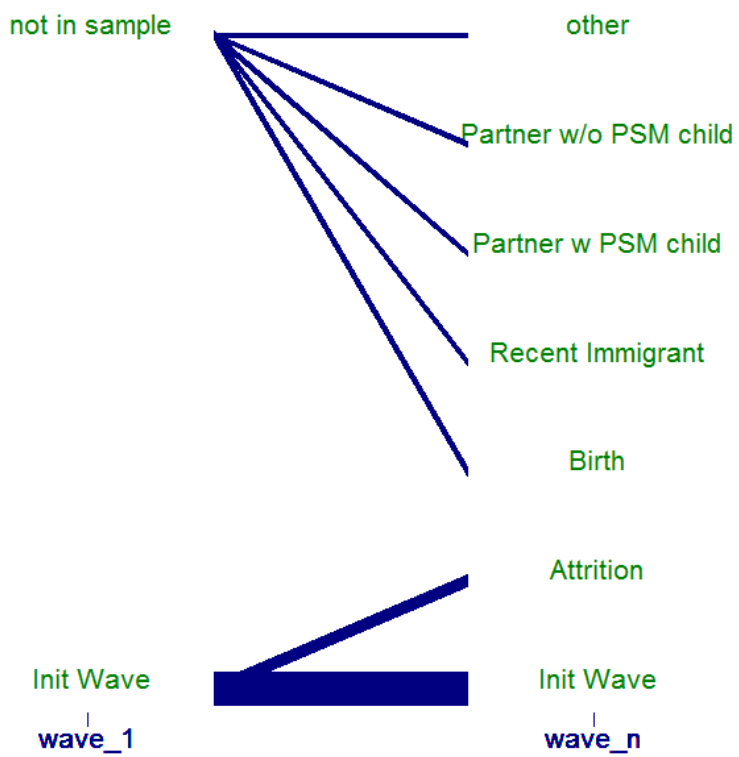 not in sample other
Partner w/o PSM child
Partner w PSM child
Recent Immigrant
Birth
Attrition
Init Wave Init Wave
wave_1 wave_n